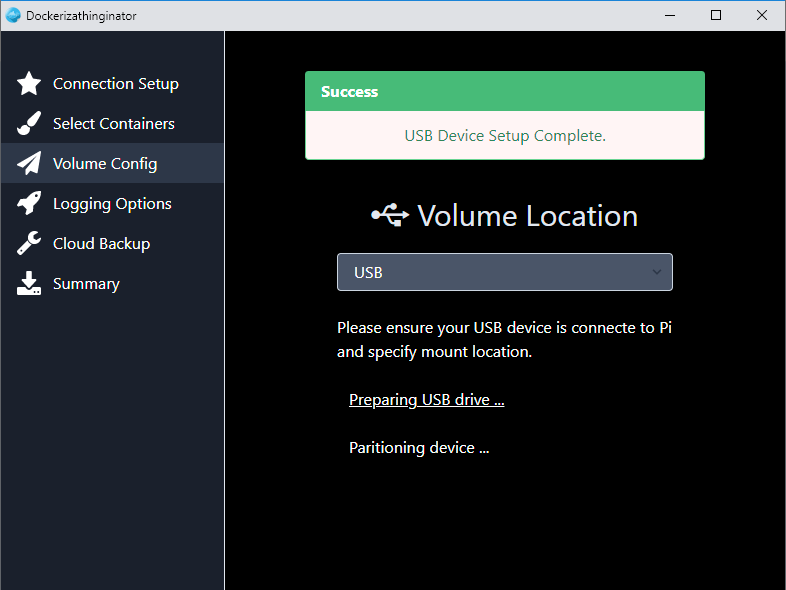 Dockerizathinginator
Connection Setup
Select Containers
Volume Config
Logging Options
Cloud Backup
Summary
Success
USB Device Setup Complete.
Volume Location
USB
Please ensure your USB device is connecte to Pi
and specify mount location.
Preparing USB drive ...
Paritioning device ...